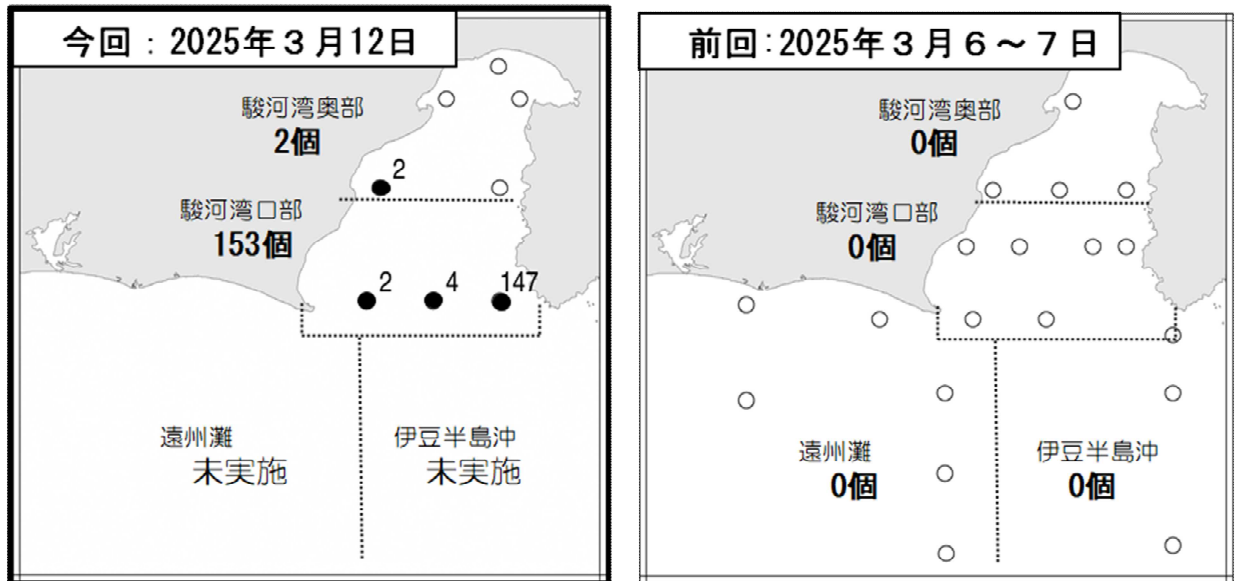 今回：2025年３月12日
駿河湾奥部
2個
2
駿河湾口部
153個
2
4
147
遠州灘
未実施
伊豆半島沖
未実施
前回:2025年３月６～７日
駿河湾奥部
0個
駿河湾口部
0個
遠州灘
0個
伊豆半島沖
0個